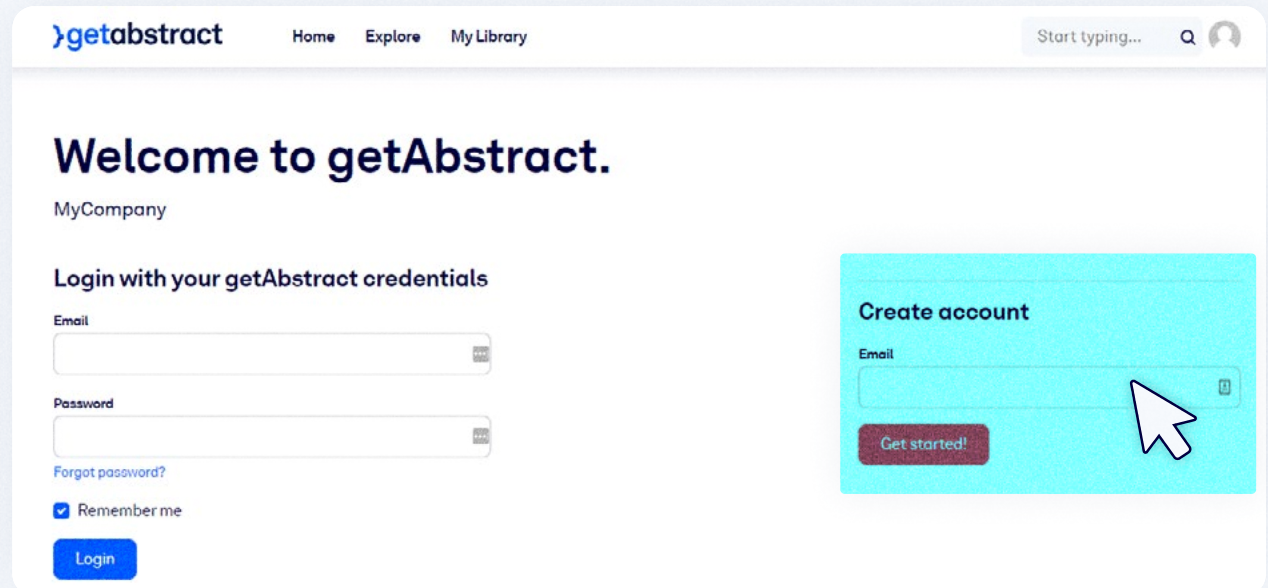 }getabstract
Home Explore My Library
Start typing...
Welcome to getAbstract.
MyCompany
Login with your getAbstract credentials
Email
Password
Forgot password?
Remember me
Login
Create account
Email
Get started!